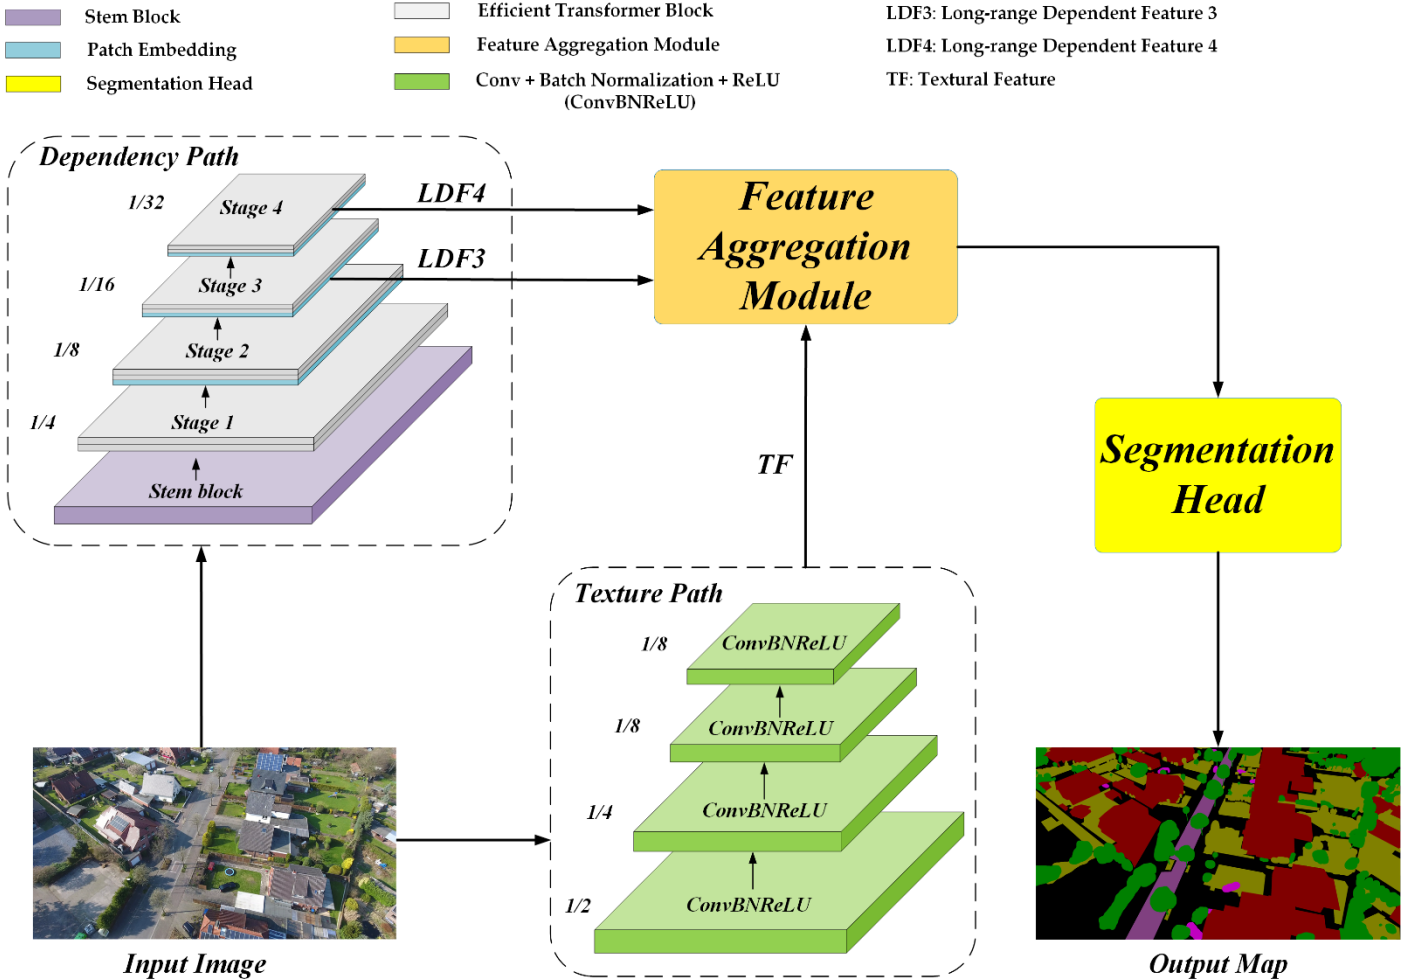 Stem Block
Patch Embedding
Segmentation Head
Efficient Transformer Block
Feature Aggregation Module
Conv + Batch Normalization + ReLU
(ConvBNReLU)
LDF3: Long-range Dependent Feature 3
LDF4: Long-range Dependent Feature 4
TF: Textural Feature
Dependency Path
1/32
Stage 4
1/16
Stage 3
1/8
Stage 2
1/4
Stage 1
Stem block
LDF4
LDF3
Feature
Aggregation
Module
TF
Segmentation
Head
Texture Path
1/8
ConvBNReLU
1/8
ConvBNReLU
1/4
ConvBNReLU
1/2
ConvBNReLU
Input Image
Output Map